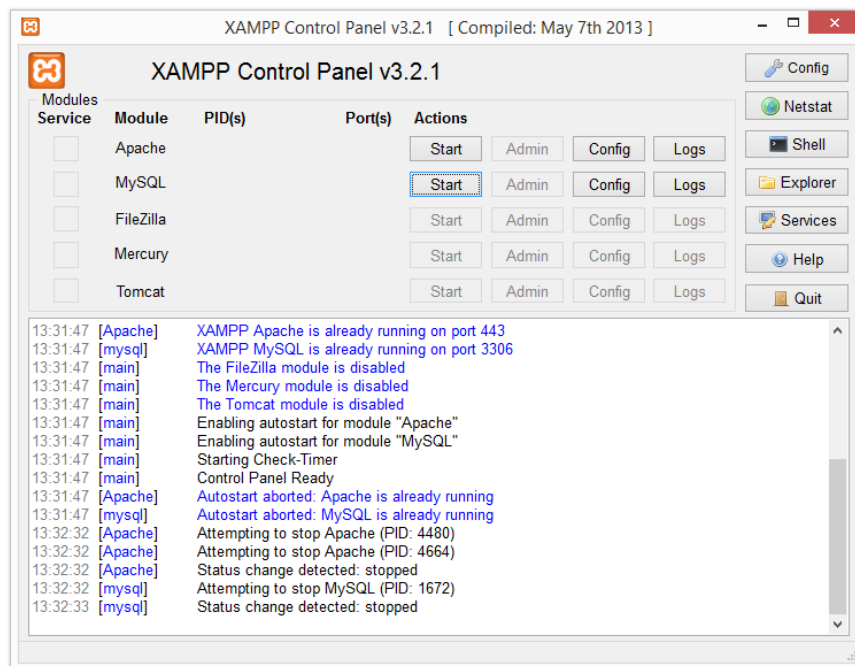 XAMPP Control Panel v3.2.1 [ Compiled: May 7th 2013 ]
XAMPP Control Panel v3.2.1
Config
Modules
Service Module PID(s) Port(s) Actions
Netstat
Apache Start Admin Config Logs
Shell
MySQL Start Admin Config Logs
Explorer
FileZilla Start Admin Config Logs
Services
Mercury Start Admin Config Logs
Help
Tomcat Start Admin Config Logs
Quit
13:31:47 [Apache] XAMPP Apache is already running on port 443
13:31:47 [mysql] XAMPP MySQL is already running on port 3306
13:31:47 [main] The FileZilla module is disabled
13:31:47 [main] The Mercury module is disabled
13:31:47 [main] The Tomcat module is disabled
13:31:47 [main] Enabling autostart for module "Apache"
13:31:47 [main] Enabling autostart for module "MySQL"
13:31:47 [main] Starting Check-Timer
13:31:47 [main] Control Panel Ready
13:31:47 [Apache] Autostart aborted: Apache is already running
13:31:47 [mysql] Autostart aborted: MySQL is already running
13:32:32 [Apache] Attempting to stop Apache (PID: 4480)
13:32:32 [Apache] Attempting to stop Apache (PID: 4664)
13:32:32 [Apache] Status change detected: stopped
13:32:32 [mysql] Attempting to stop MySQL (PID: 1672)
13:32:33 [mysql] Status change detected: stopped